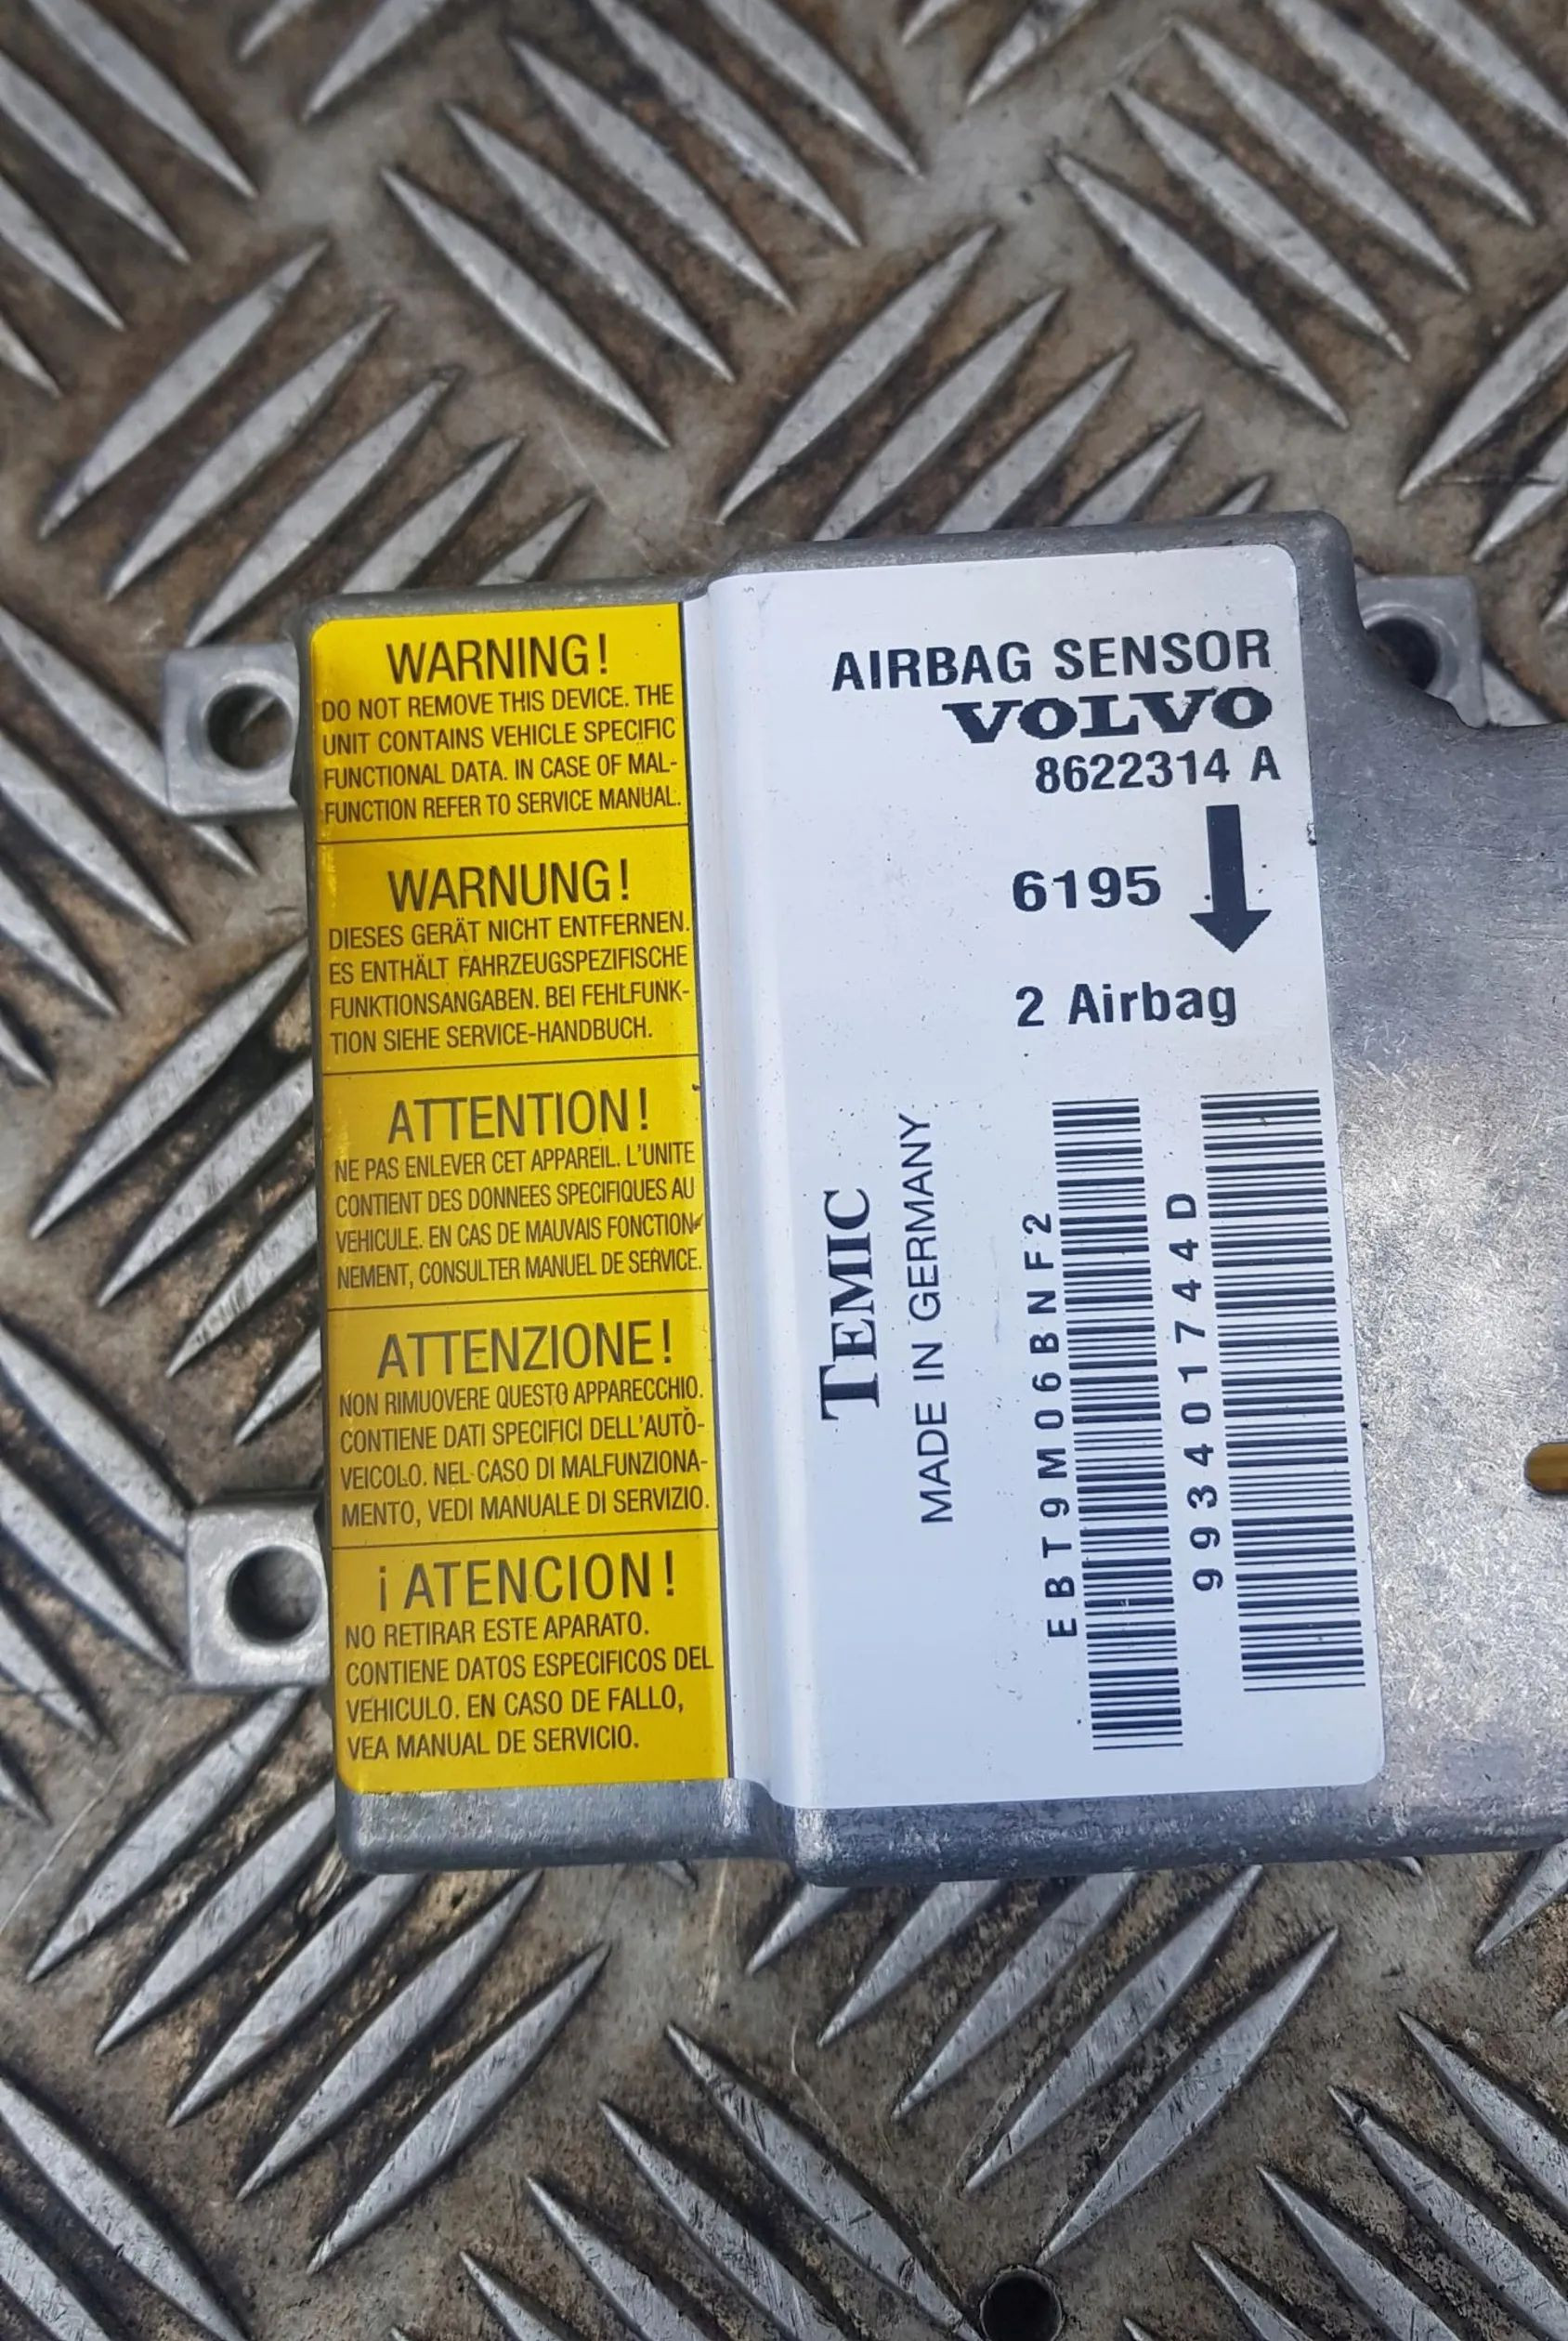 WARNING!
DO NOT REMOVE THIS DEVICE. THE
UNIT CONTAINS VEHICLE SPECIFIC
FUNCTIONAL DATA. IN CASE OF MAL-
FUNCTION REFER TO SERVICE MANUAL.
WARNUNG!
DIESES GERÄT NICHT ENTFERNEN.
ES ENTHÄLT FAHRZEUGSPEZIFISCHE
FUNKTIONSANGABEN. BEI FEHLFUNK-
TION SIEHE SERVICE-HANDBUCH.
ATTENTION!
NE PAS ENLEVER CET APPAREIL. L'UNITE
CONTIENT DES DONNEES SPECIFIQUES AU
VEHICULE. EN CAS DE MAUVAIS FONCTION-
NEMENT, CONSULTER MANUEL DE SERVICE.
ATTENZIONE!
NON RIMUOVERE QUESTO APPARECCHIO.
CONTIENE DATI SPECIFICI DELL'AUTO-
VEICOLO. NEL CASO DI MALFUNZIONA-
MENTO, VEDI MANUALE DI SERVIZIO.
¡ATENCION!
NO RETIRAR ESTE APARATO.
CONTIENE DATOS ESPECIFICOS DEL
VEHICULO. EN CASO DE FALLO,
VEA MANUAL DE SERVICIO.
AIRBAG SENSOR
VOLVO
8622314 A
6195
2 Airbag
TEMIC
MADE IN GERMANY
EBT9M06BNF2
993401744D